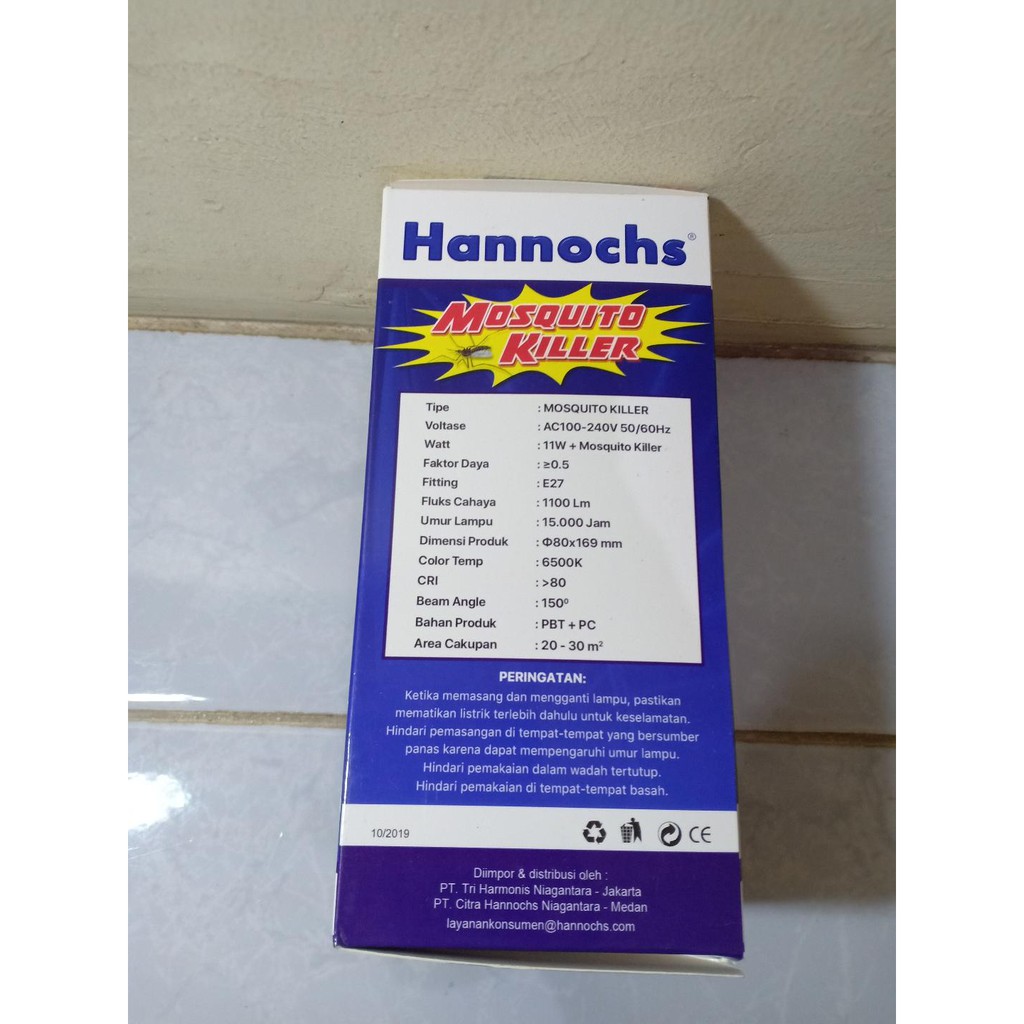 Hannochs®
MOSQUITO
KILLER
Tipe : MOSQUITO KILLER
Voltase : AC100-240V 50/60Hz
Watt : 11W + Mosquito Killer
Faktor Daya : ≥0.5
Fitting : E27
Fluks Cahaya : 1100 Lm
Umur Lampu : 15.000 Jam
Dimensi Produk : Φ80x169 mm
Color Temp : 6500K
CRI : >80
Beam Angle : 150⁰
Bahan Produk : PBT + PC
Area Cakupan : 20 - 30 m²
PERINGATAN:
Ketika memasang dan mengganti lampu, pastikan
mematikan listrik terlebih dahulu untuk keselamatan.
Hindari pemasangan di tempat-tempat yang bersumber
panas karena dapat mempengaruhi umur lampu.
Hindari pemakaian dalam wadah tertutup.
Hindari pemakaian di tempat-tempat basah.
10/2019 CE
Diimpor & distribusi oleh :
PT. Tri Harmonis Niagantara - Jakarta
PT. Citra Hannochs Niagantara - Medan
layanankonsumen@hannochs.com